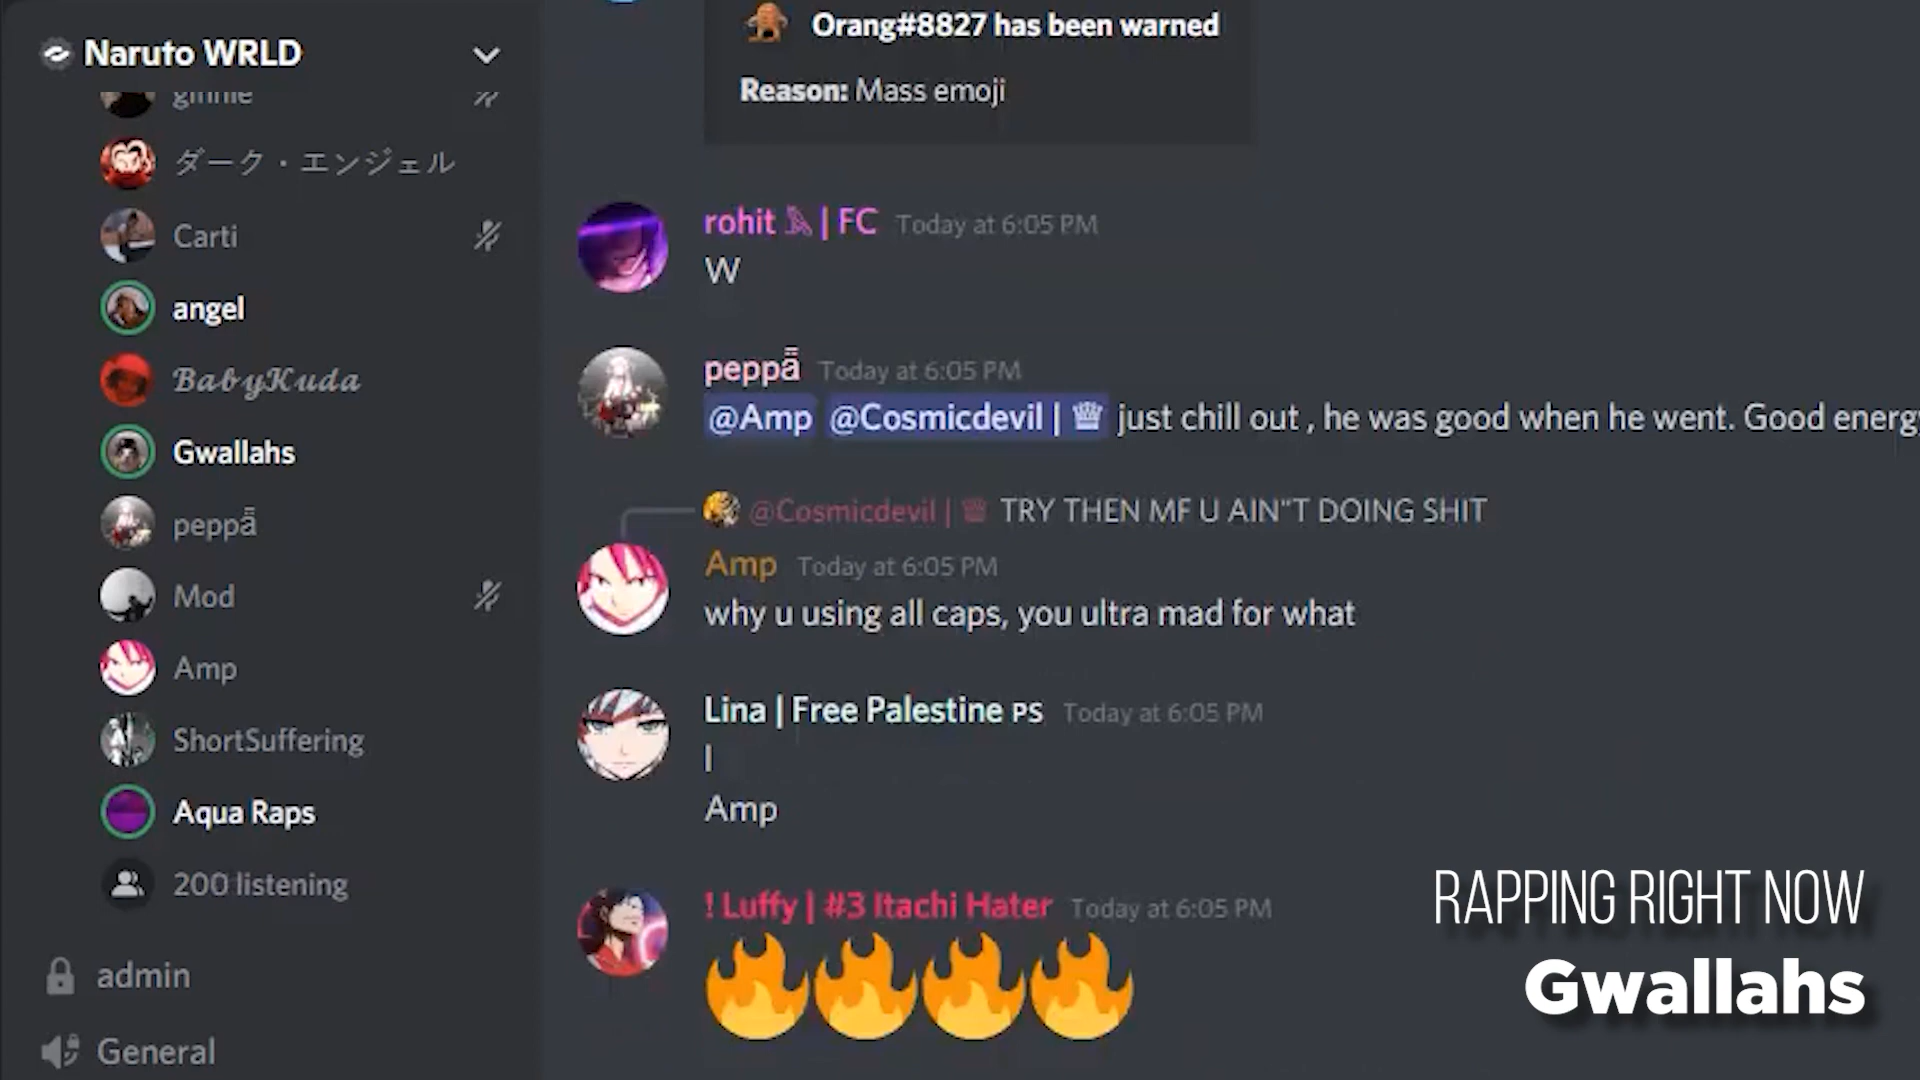 Naruto WRLD
ginnie
ダーク・エンジェル
Carti
angel
BabyKuda
Gwallahs
peppä
Mod
Amp
ShortSuffering
Aqua Raps
200 listening
admin
General
Orang#8827 has been warned
Reason: Mass emoji
rohit | FC Today at 6:05 PM
W
peppä Today at 6:05 PM
@Amp @Cosmicdevil | ♕ just chill out , he was good when he went. Good energy
@Cosmicdevil | ♕ TRY THEN MF U AIN"T DOING SHIT
Amp Today at 6:05 PM
why u using all caps, you ultra mad for what
Lina | Free Palestine PS Today at 6:05 PM
I
Amp
! Luffy | #3 Itachi Hater Today at 6:05 PM
🔥🔥🔥🔥
RAPPING RIGHT NOW
Gwallahs